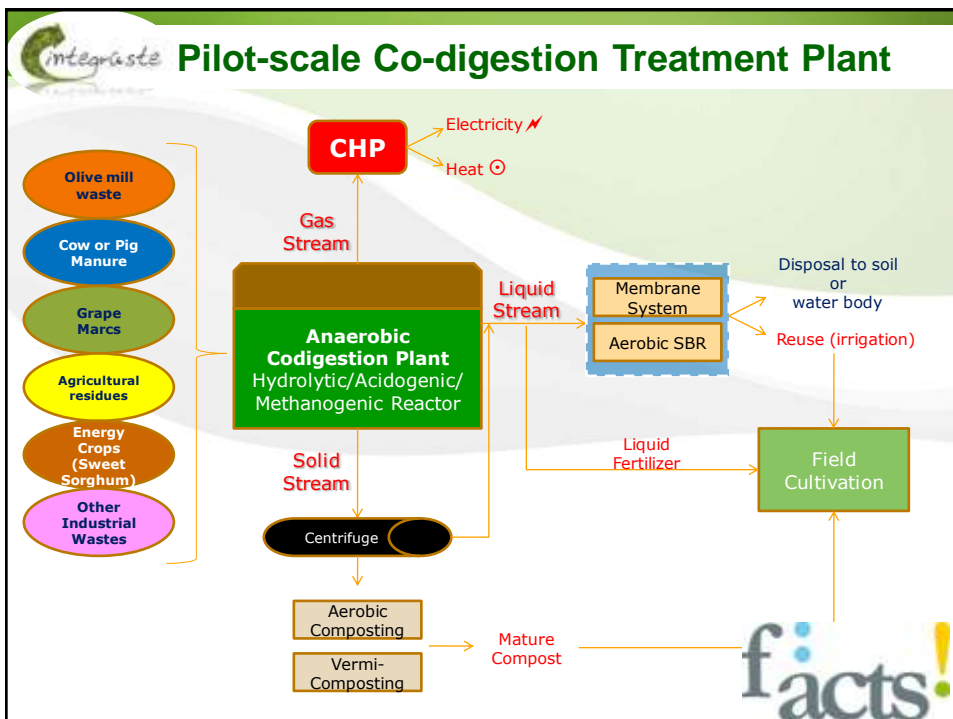 integraste
Pilot-scale Co-digestion Treatment Plant
CHP
Electricity
Heat
Olive mill
waste
Cow or Pig
Manure
Grape
Marcs
Agricultural
residues
Energy
Crops
(Sweet
Sorghum)
Other
Industrial
Wastes
Gas
Stream
Anaerobic
Codigestion Plant
Hydrolytic/Acidogenic/
Methanogenic Reactor
Liquid
Stream
Membrane
System
Aerobic SBR
Disposal to soil
or
water body
Reuse (irrigation)
Solid
Stream
Liquid
Fertilizer
Field
Cultivation
Centrifuge
Aerobic
Composting
Vermi-
Composting
Mature
Compost
facts!